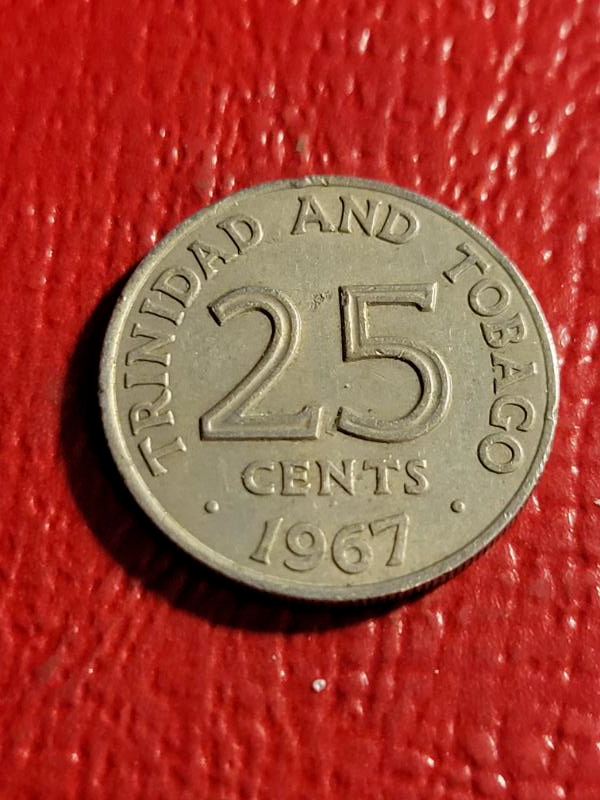 TRINIDAD AND TOBAGO
25
CENTS
1967